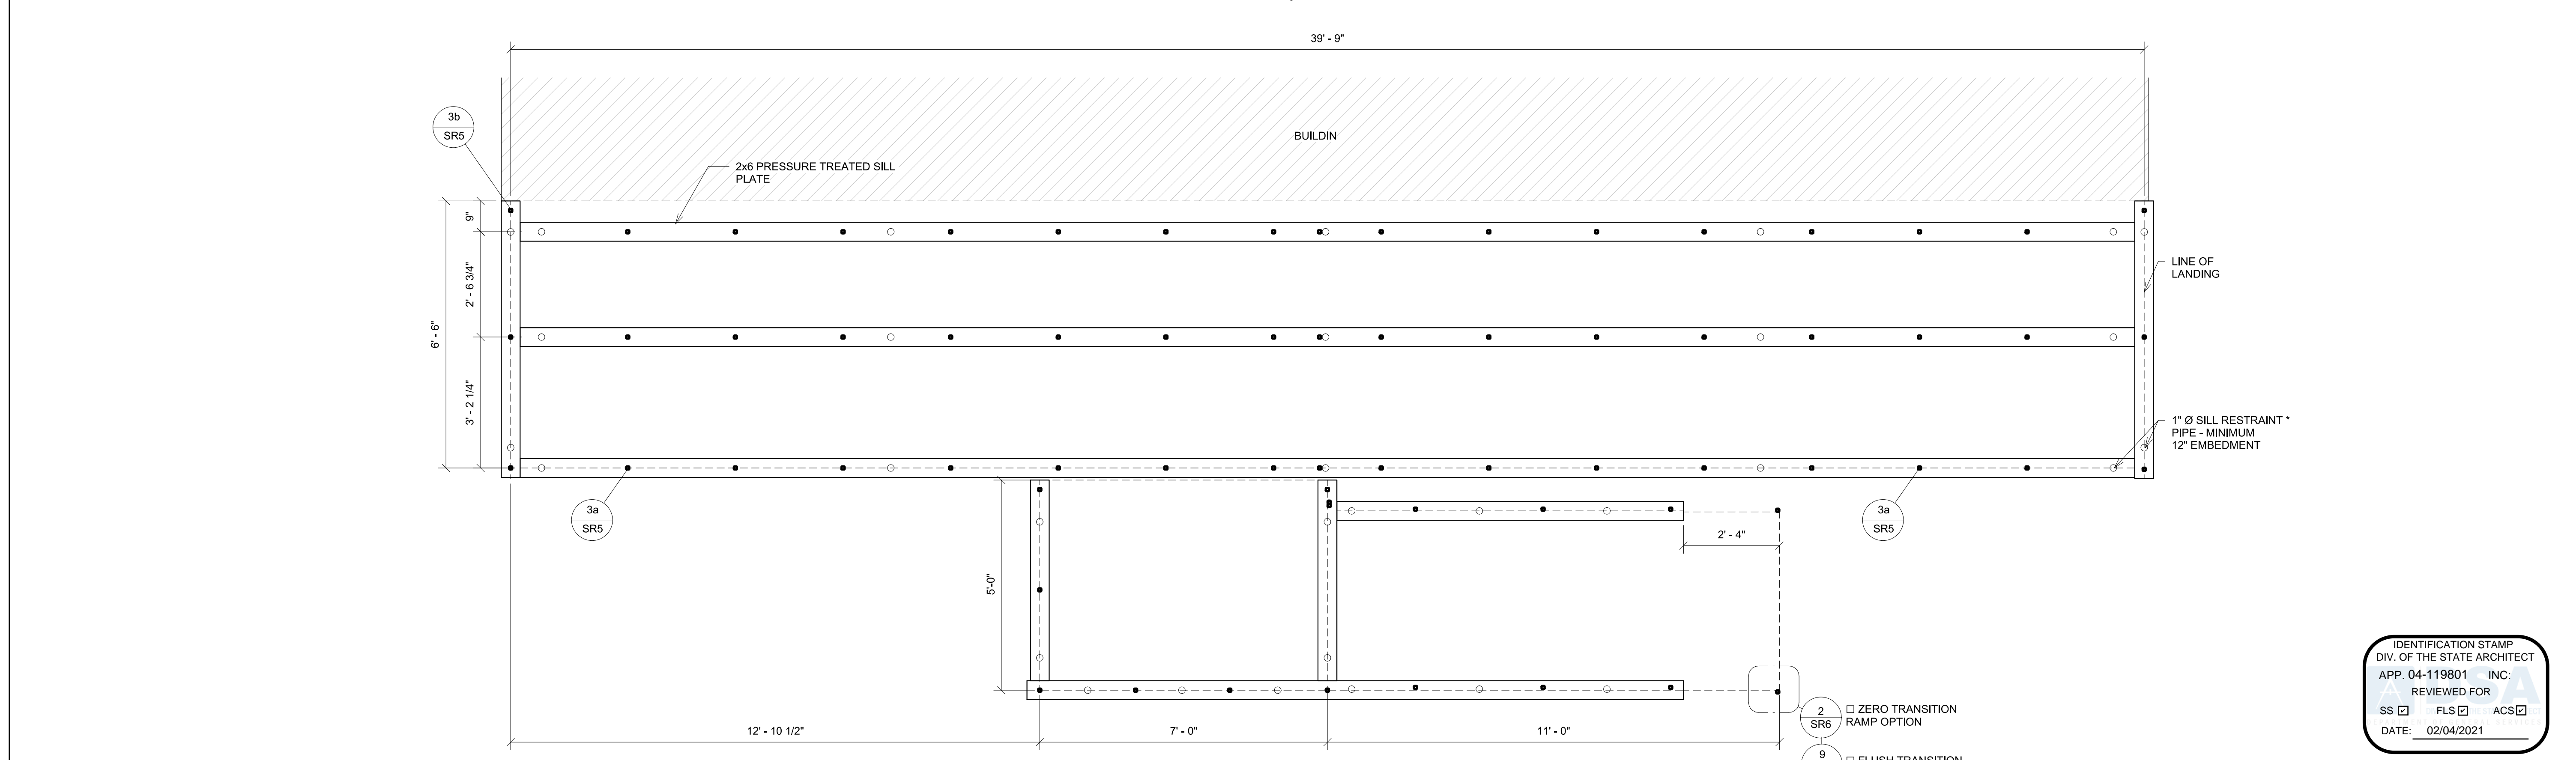 39' - 9"
3b
SR5
BUILDIN
2x6 PRESSURE TREATED SILL
PLATE
9"
2' - 6 3/4"
6' - 6"
3' - 2 1/4"
LINE OF
LANDING
1" Ø SILL RESTRAINT *
PIPE - MINIMUM
12" EMBEDMENT
3a
SR5
3a
SR5
2' - 4"
5'-0"
12' - 10 1/2"
7' - 0"
11' - 0"
2
SR6
☐ ZERO TRANSITION
RAMP OPTION
9
☐ FLUSH TRANSITION
IDENTIFICATION STAMP
DIV. OF THE STATE ARCHITECT
APP. 04-119801 INC:
REVIEWED FOR
SS ☑ FLS ☑ ACS ☑
DATE: 02/04/2021
DSA